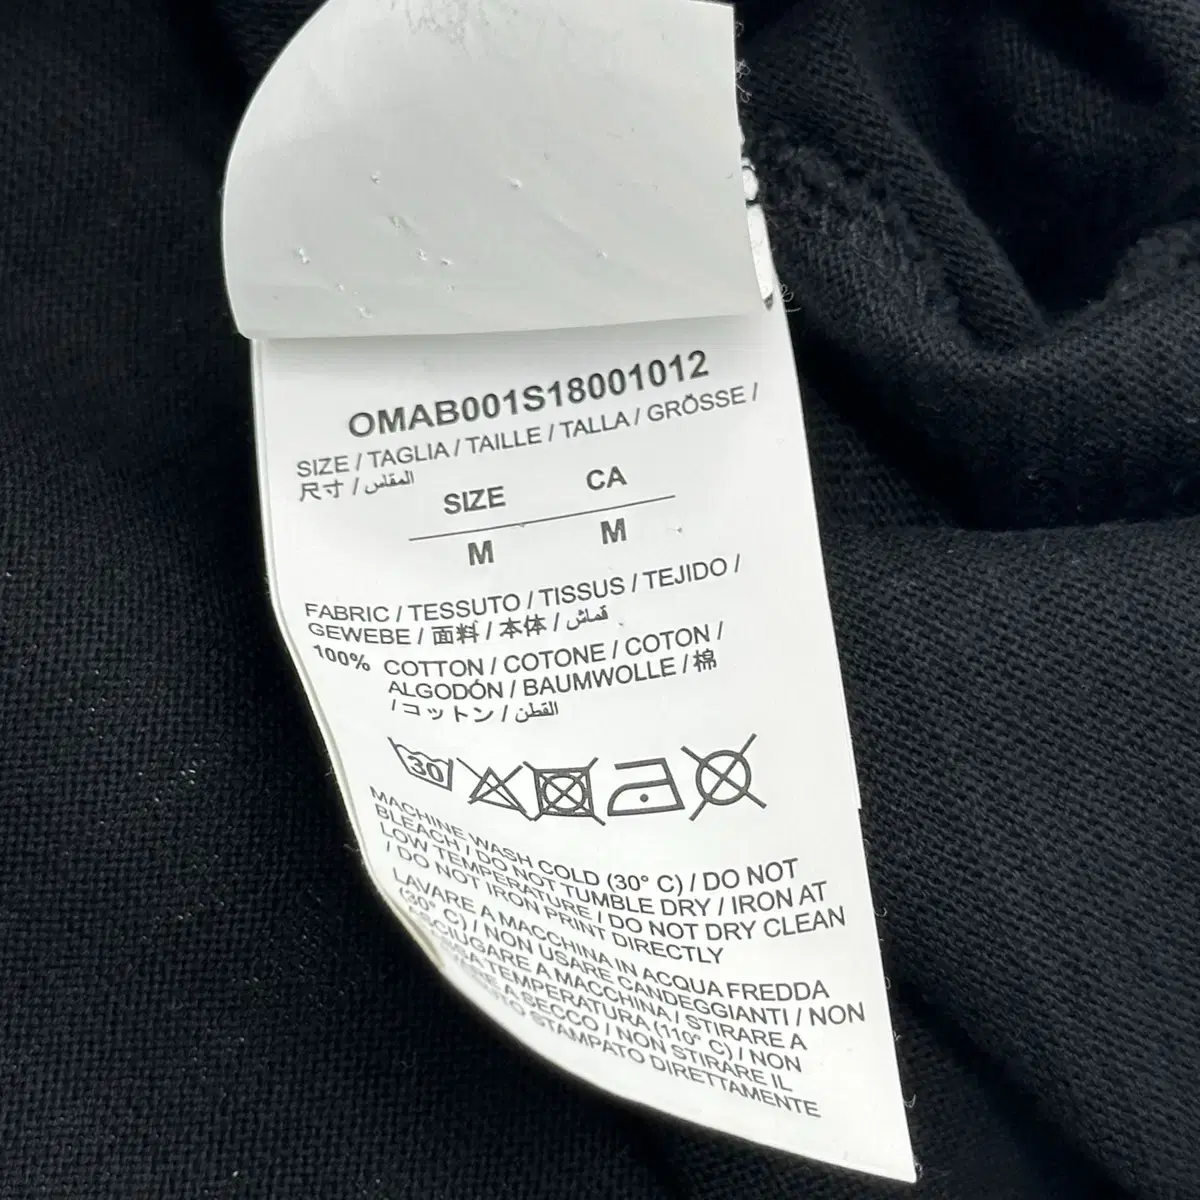 OMAB001S18001012
SIZE / TAGLIA / TAILLE / TALLA / GRÖSSE /
尺寸 / المقاس
SIZE CA
M M
FABRIC / TESSUTO / TISSUS / TEJIDO /
GEWEBE / 面料 / 本体 / قماش
100% COTTON / COTONE / COTON /
ALGODÓN / BAUMWOLLE / 棉
/ コットン / القطن
30
MACHINE WASH COLD (30° C) / DO NOT
BLEACH / DO NOT TUMBLE DRY / IRON AT
LOW TEMPERATURE / DO NOT DRY CLEAN
/ DO NOT IRON PRINT DIRECTLY
LAVARE A MACCHINA IN ACQUA FREDDA
(30° C) / NON USARE CANDEGGIANTI / NON
ASCIUGARE A MACCHINA / STIRARE A
TEMPERATURA (110° C) / NON
A SECCO / NON STIRARE IL
STAMPATO DIRETTAMENTE